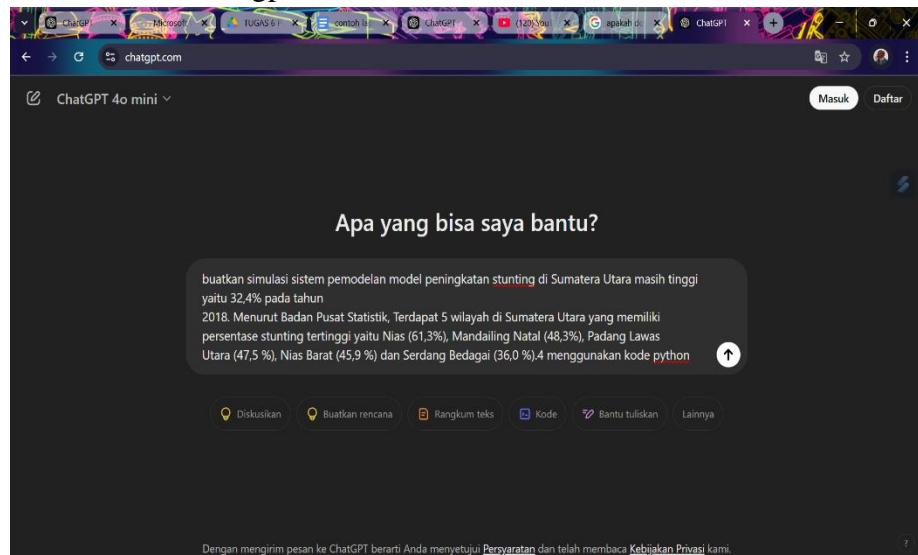 ChatGP
Microsoft
TUGAS 6 F
contoh la
ChatGPT
(120) You
apakah da
ChatGPT
chatgpt.com
ChatGPT 4o mini
Masuk
Daftar
Apa yang bisa saya bantu?
buatkan simulasi sistem pemodelan model peningkatan stunting di Sumatera Utara masih tinggi
yaitu 32,4% pada tahun
2018. Menurut Badan Pusat Statistik, Terdapat 5 wilayah di Sumatera Utara yang memiliki
persentase stunting tertinggi yaitu Nias (61,3%), Mandailing Natal (48,3%), Padang Lawas
Utara (47,5 %), Nias Barat (45,9 %) dan Serdang Bedagai (36,0 %).4 menggunakan kode python
Diskusikan
Buatkan rencana
Rangkum teks
Kode
Bantu tuliskan
Lainnya
Dengan mengirim pesan ke ChatGPT berarti Anda menyetujui Persyaratan dan telah membaca Kebijakan Privasi kami.
?